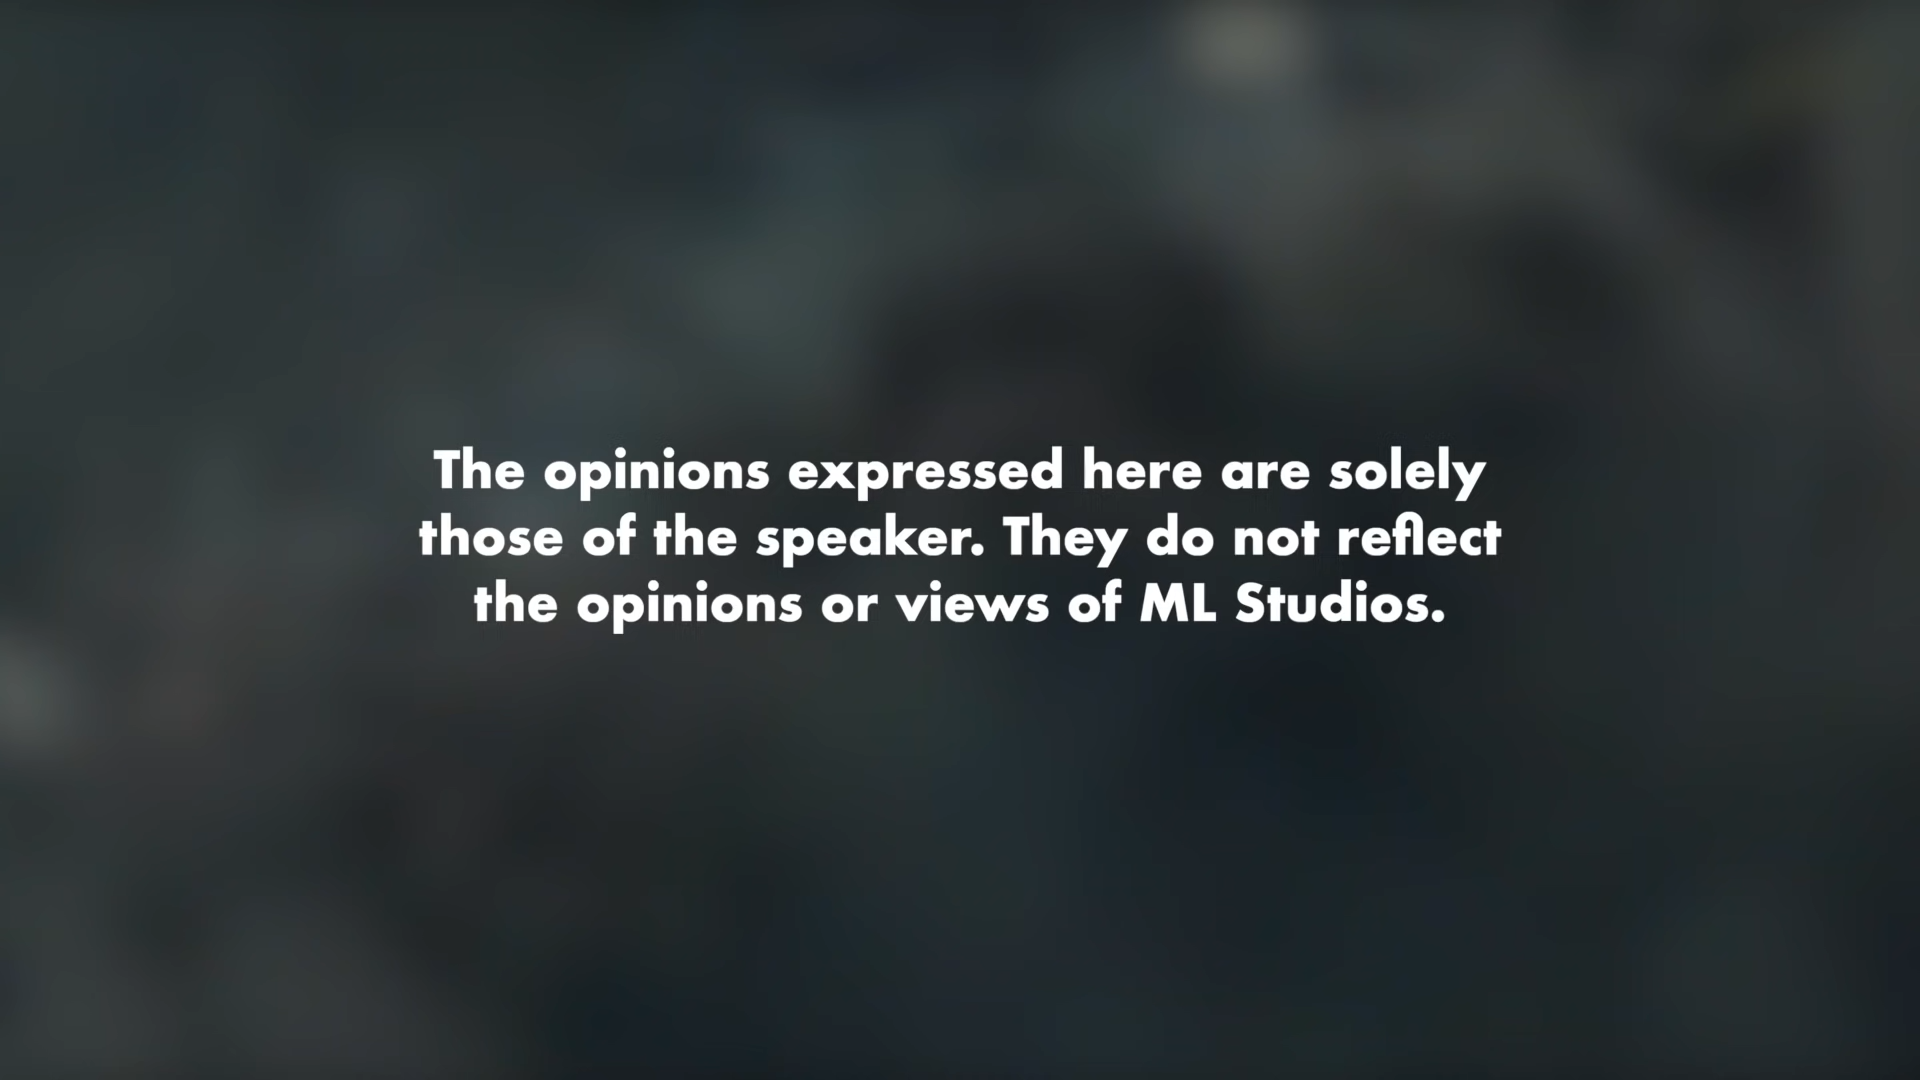 The opinions expressed here are solely
those of the speaker. They do not reflect
the opinions or views of ML Studios.